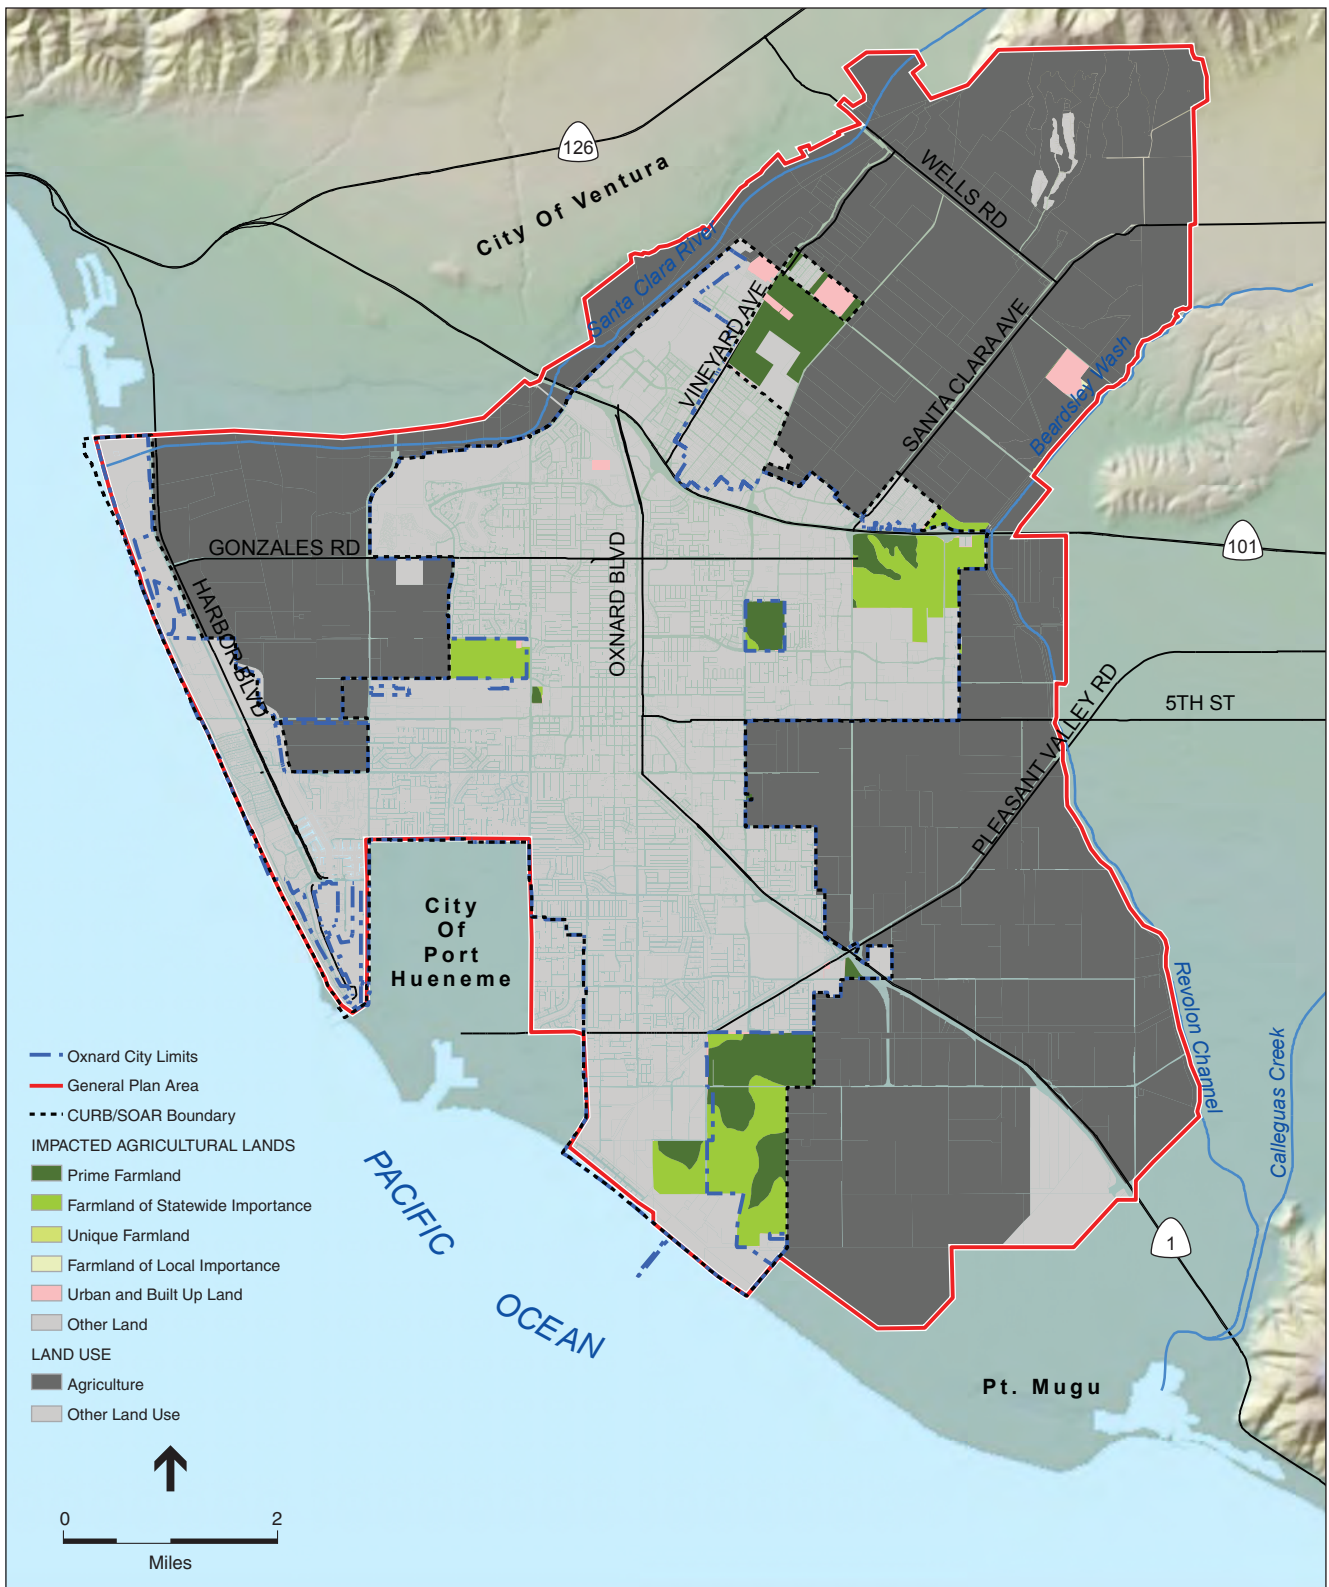 126
City Of Ventura
WELLS RD
Santa Clara River
VINEYARD AVE
SANTA CLARA AVE
Beardsley Wash
GONZALES RD
OXNARD BLVD
101
HARBOR BLVD
5TH ST
PLEASANT VALLEY RD
City
Of
Port
Hueneme
Revolon Channel
Calleguas Creek
Oxnard City Limits
General Plan Area
CURB/SOAR Boundary
IMPACTED AGRICULTURAL LANDS
Prime Farmland
Farmland of Statewide Importance
Unique Farmland
Farmland of Local Importance
Urban and Built Up Land
Other Land
LAND USE
Agriculture
Other Land Use
PACIFIC
OCEAN
1
Pt. Mugu
0 2
Miles